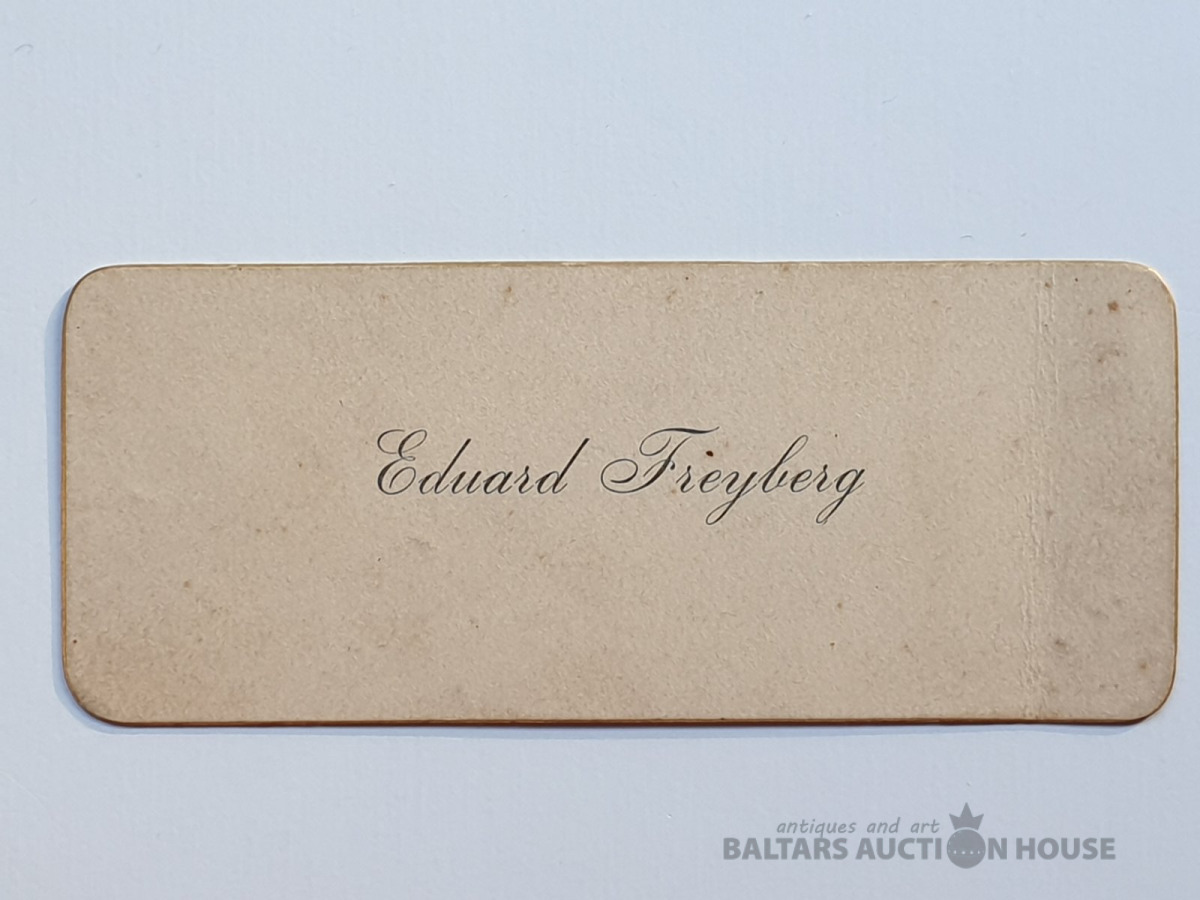 Eduard Freyberg
antiques and art
BALTARS AUCTION HOUSE